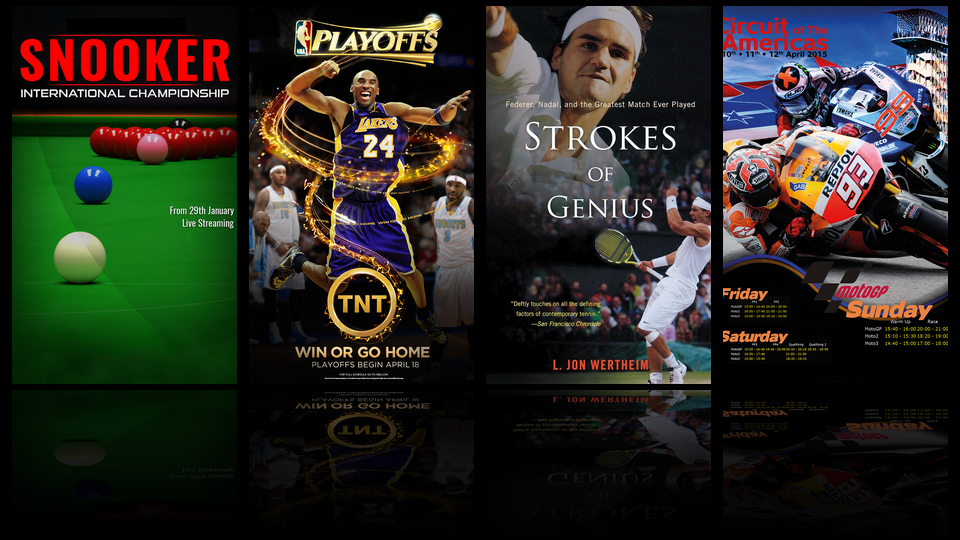 SNOOKER
INTERNATIONAL CHAMPIONSHIP
From 29th January
Live Streaming
NBA
PLAYOFFS
LAKERS
24
TNT
WIN OR GO HOME
PLAYOFFS BEGIN APRIL 18
Federer, Nadal, and the Greatest Match Ever Played
STROKES
OF
GENIUS
"Deftly touches on all the defining
factors of contemporary tennis."
—San Francisco Chronicle
L. JON WERTHEIM
Circuit of The
Americas
10th • 11th • 12th April 2015
99
YAMAHA
REPSOL
93
GAS
motoGP
Friday
Saturday
Sunday
Warm Up Race
MotoGP 15:40 - 16:00 20:00 - 21:00
Moto2 15:10 - 15:30 18:20 - 19:00
Moto3 14:40 - 15:00 17:00 - 18:00